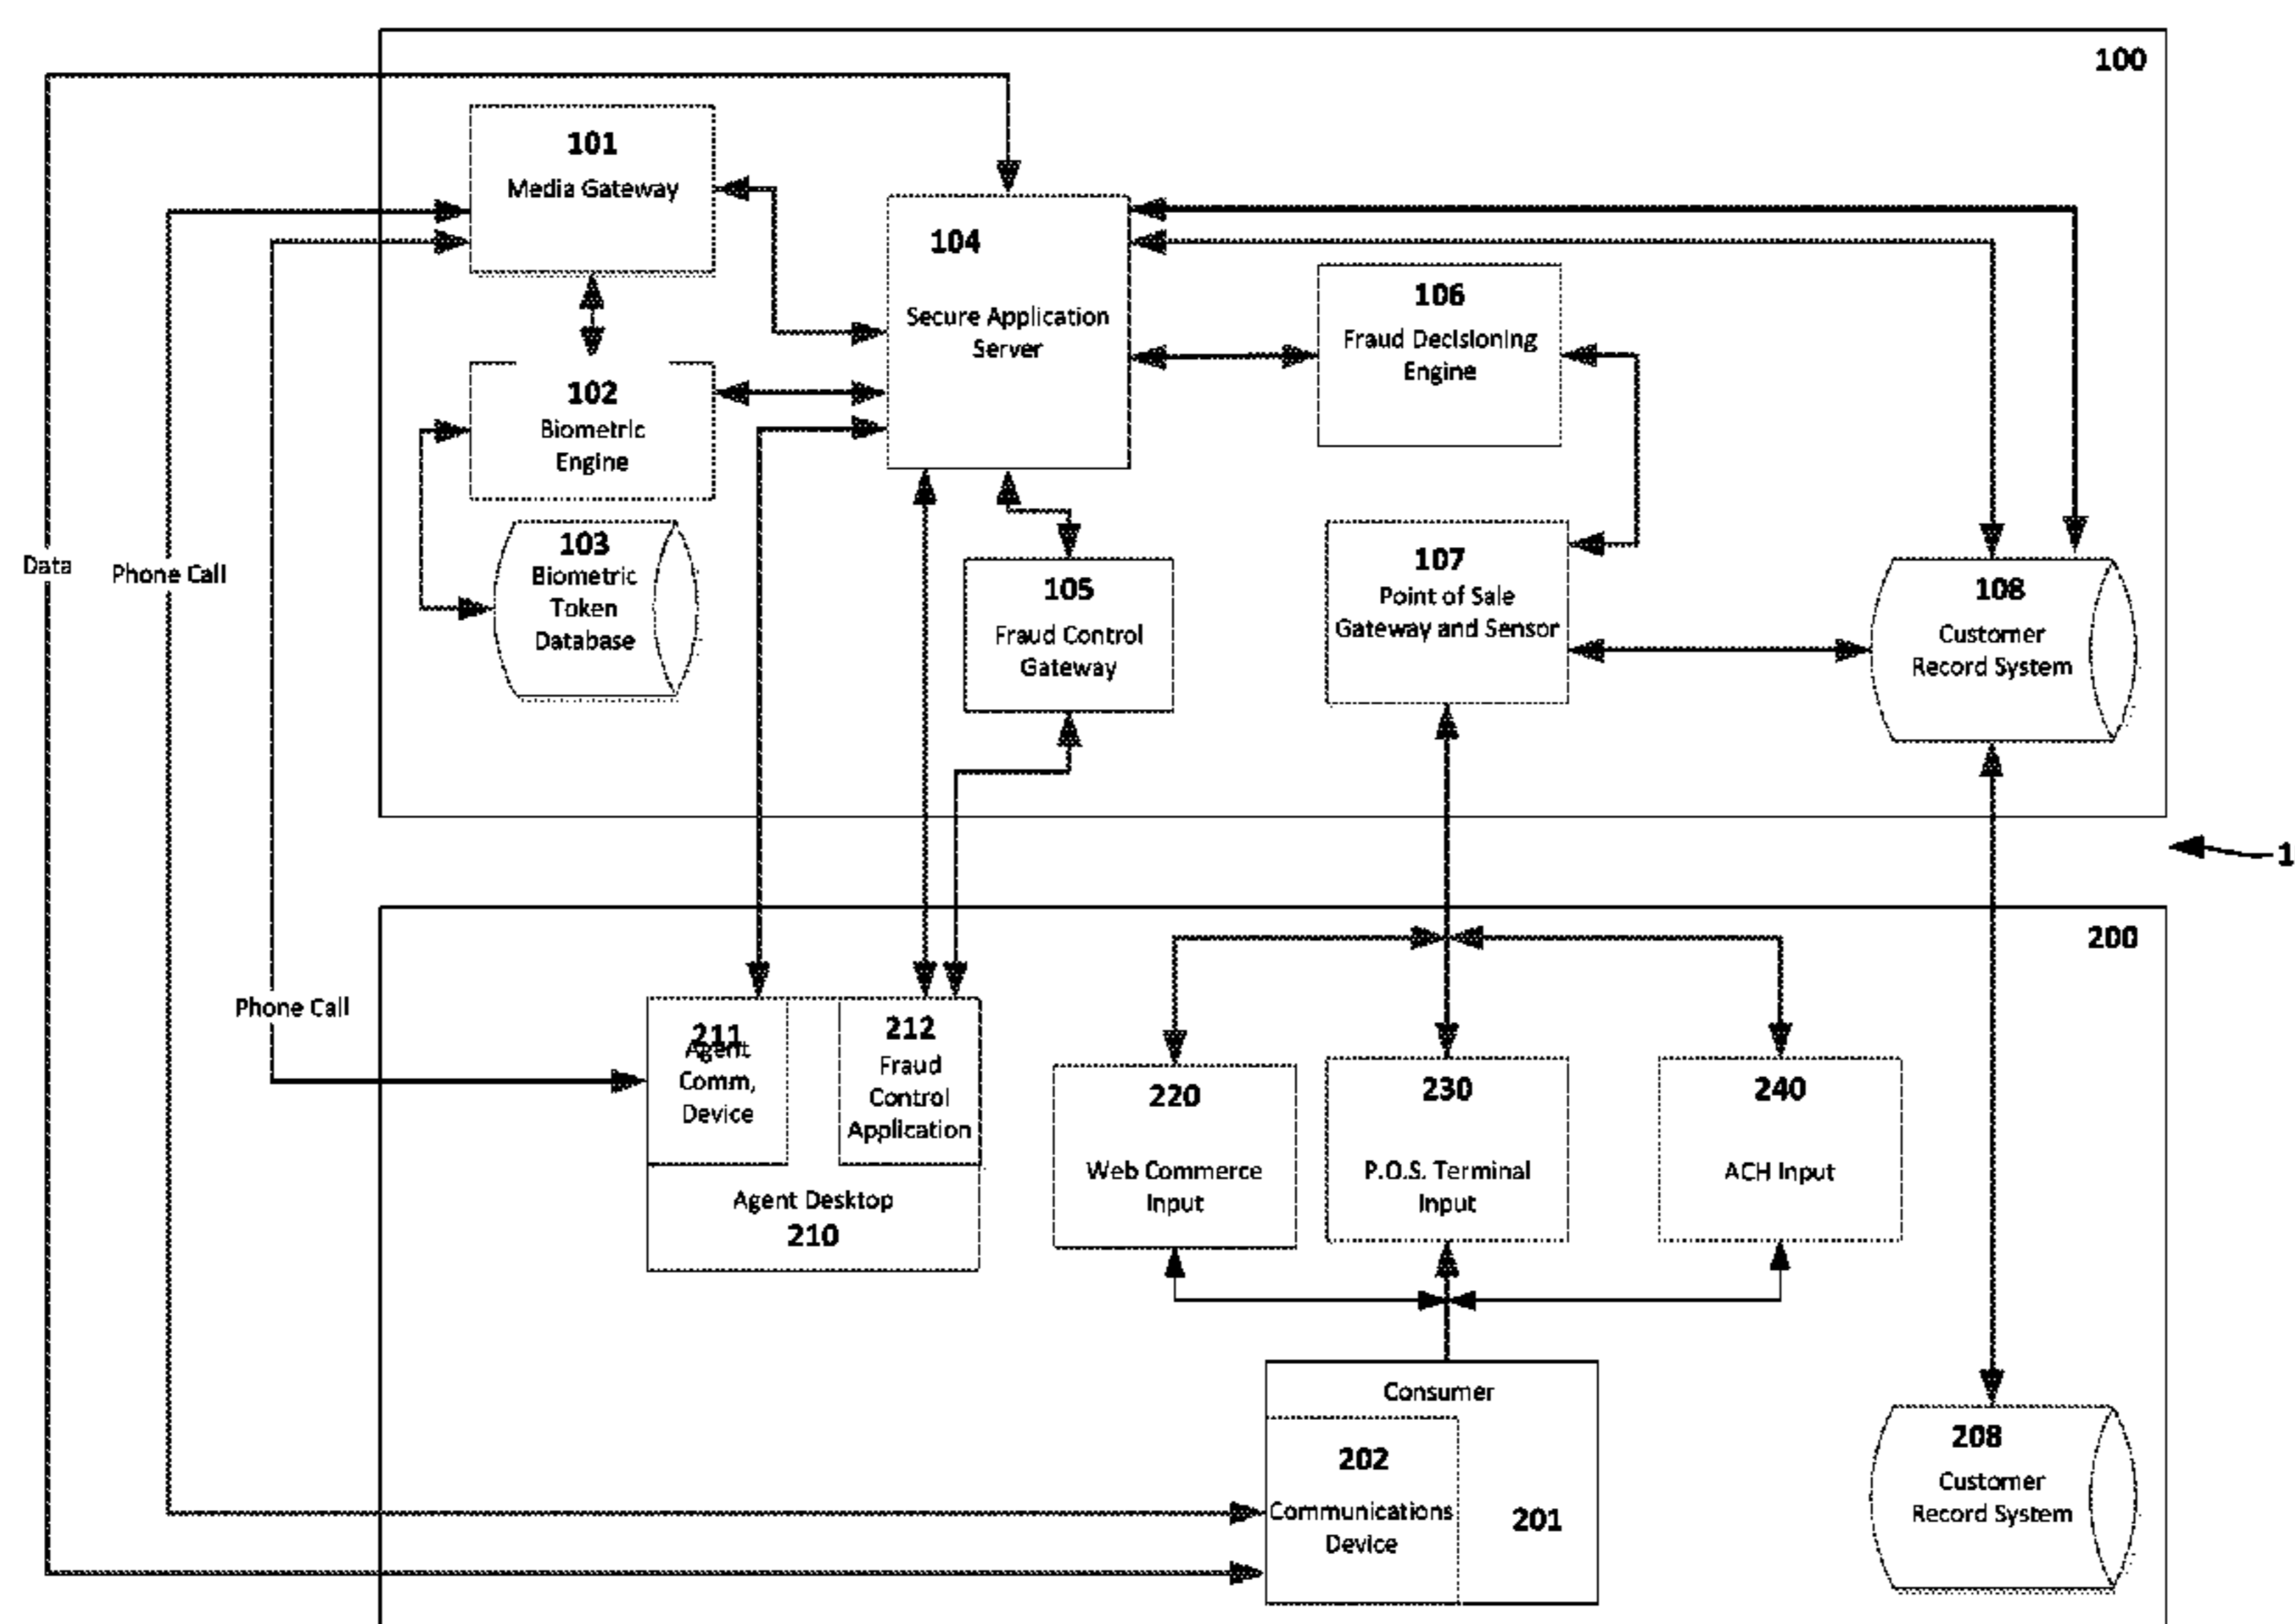 100
101
Media Gateway
104
Secure Application
Server
106
Fraud Decisioning
Engine
102
Biometric
Engine
103
Biometric
Token
Database
105
Fraud Control
Gateway
107
Point of Sale
Gateway and Sensor
108
Customer
Record System
Data
Phone Call
1
200
Phone Call
211
Agent
Comm,
Device
212
Fraud
Control
Application
Agent Desktop
210
220
Web Commerce
Input
230
P.O.S. Terminal
Input
240
ACH Input
Consumer
202
Communications
Device
201
208
Customer
Record System